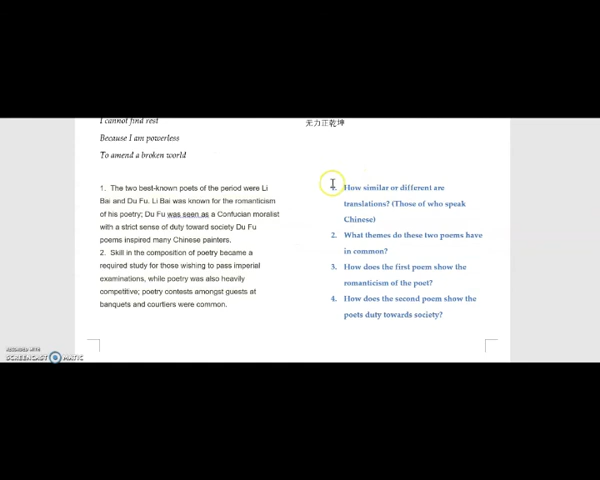 I cannot find rest
Because I am powerless
To amend a broken world
1. The two best-known poets of the period were Li
Bai and Du Fu. Li Bai was known for the romanticism
of his poetry; Du Fu was seen as a Confucian moralist
with a strict sense of duty toward society Du Fu
poems inspired many Chinese painters.
2. Skill in the composition of poetry became a
required study for those wishing to pass imperial
examinations, while poetry was also heavily
competitive; poetry contests amongst guests at
banquets and courtiers were common.
无力正乾坤
1. How similar or different are
translations? (Those of who speak
Chinese)
2. What themes do these two poems have
in common?
3. How does the first poem show the
romanticism of the poet?
4. How does the second poem show the
poets duty towards society?
RECORDED WITH
SCREENCAST MATIC